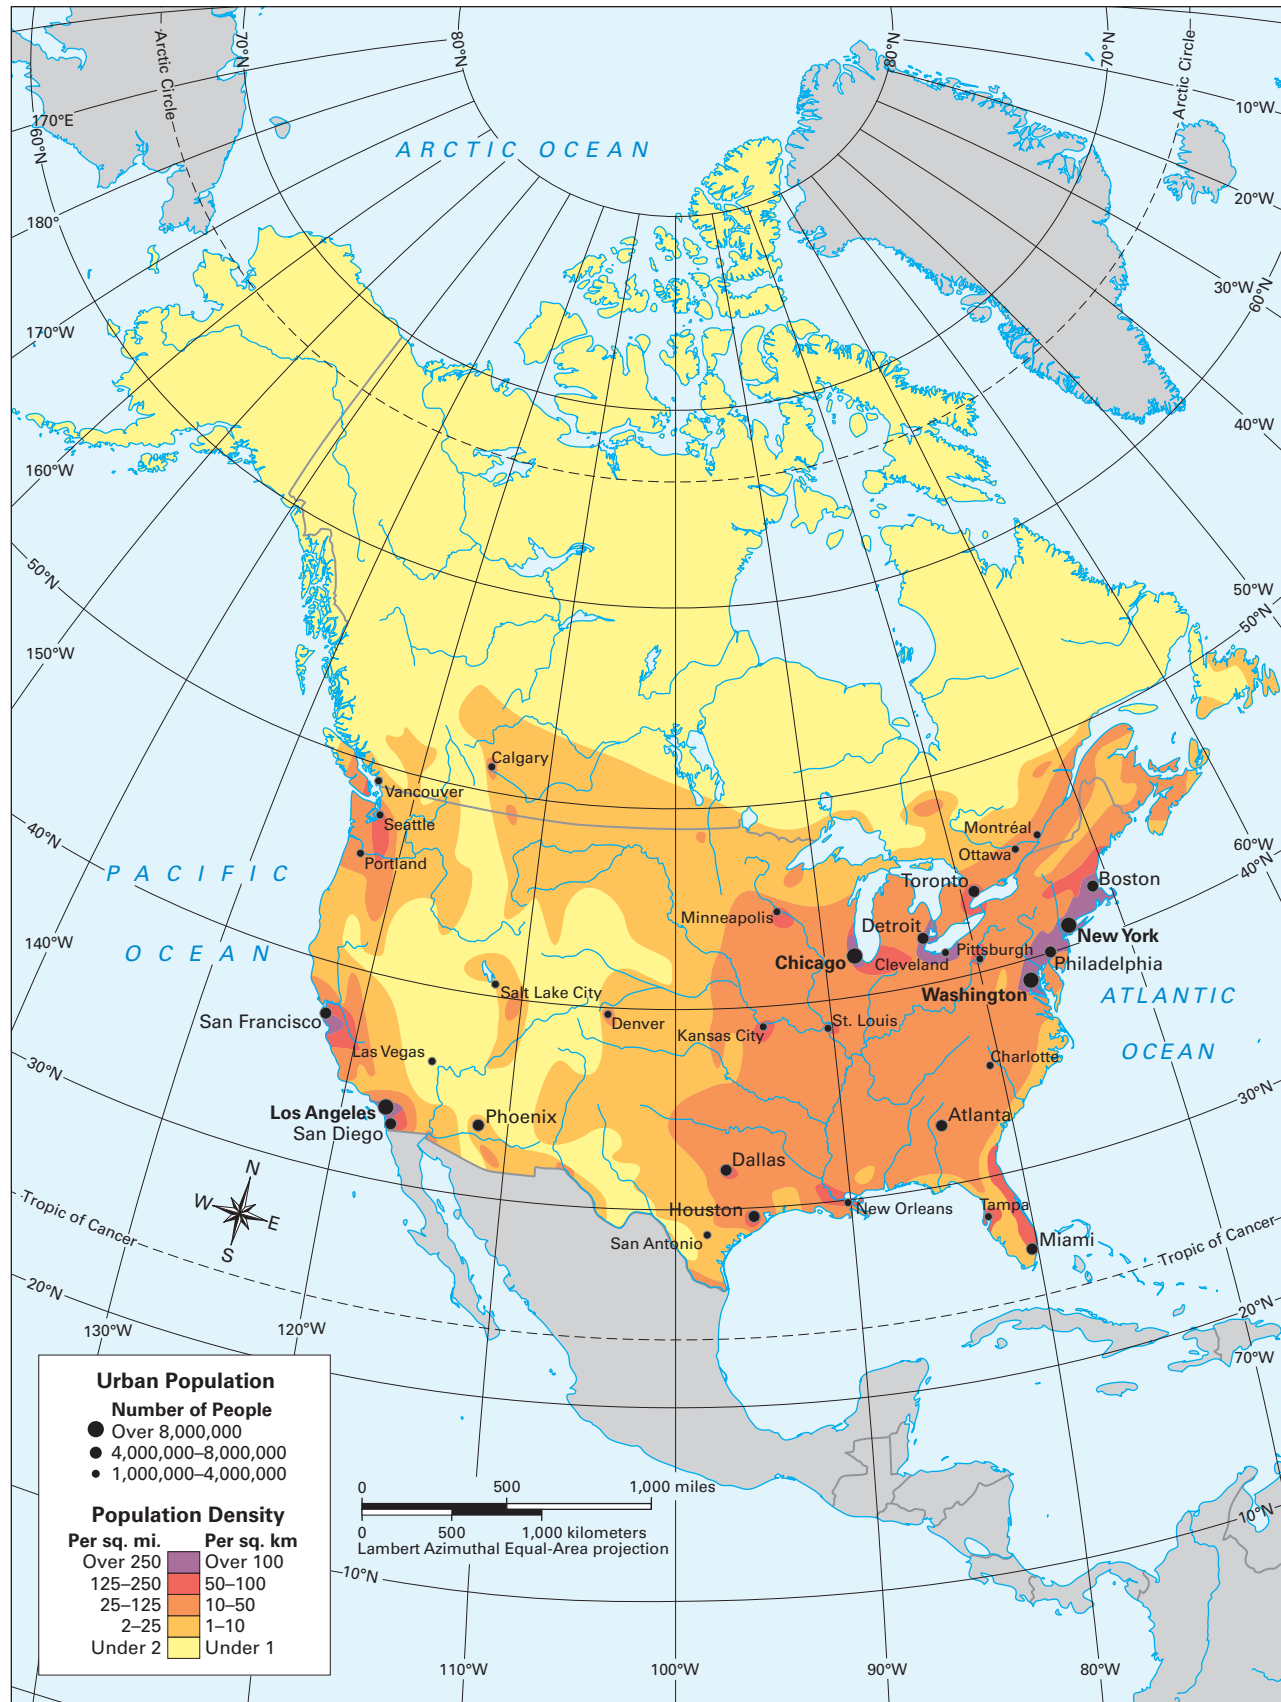 70°N
80°N
80°N
70°N
Arctic Circle
Arctic Circle
10°W
170°E
60°N
ARCTIC OCEAN
20°W
180°
30°W
60°N
170°W
40°W
160°W
50°N
50°W
50°N
150°W
Calgary
Vancouver
Seattle
Montréal
40°N
Ottawa
60°W
Portland
40°N
PACIFIC
Toronto
Boston
Minneapolis
Detroit
140°W
New York
OCEAN
Pittsburgh
Chicago
Cleveland
Philadelphia
Salt Lake City
Washington
ATLANTIC
San Francisco
Denver
St. Louis
Kansas City
OCEAN
30°N
Las Vegas
Charlotte
30°N
Los Angeles
Phoenix
Atlanta
San Diego
Dallas
N
W
E
S
Tropic of Cancer
Houston
New Orleans
Tampa
San Antonio
Miami
Tropic of Cancer
20°N
20°N
130°W
120°W
70°W
Urban Population
Number of People
Over 8,000,000
4,000,000–8,000,000
1,000,000–4,000,000
Population Density
Per sq. mi. Per sq. km
Over 250 Over 100
125–250 50–100
25–125 10–50
2–25 1–10
Under 2 Under 1
0 500 1,000 miles
0 500 1,000 kilometers
Lambert Azimuthal Equal-Area projection
10°N
10°N
110°W
100°W
90°W
80°W